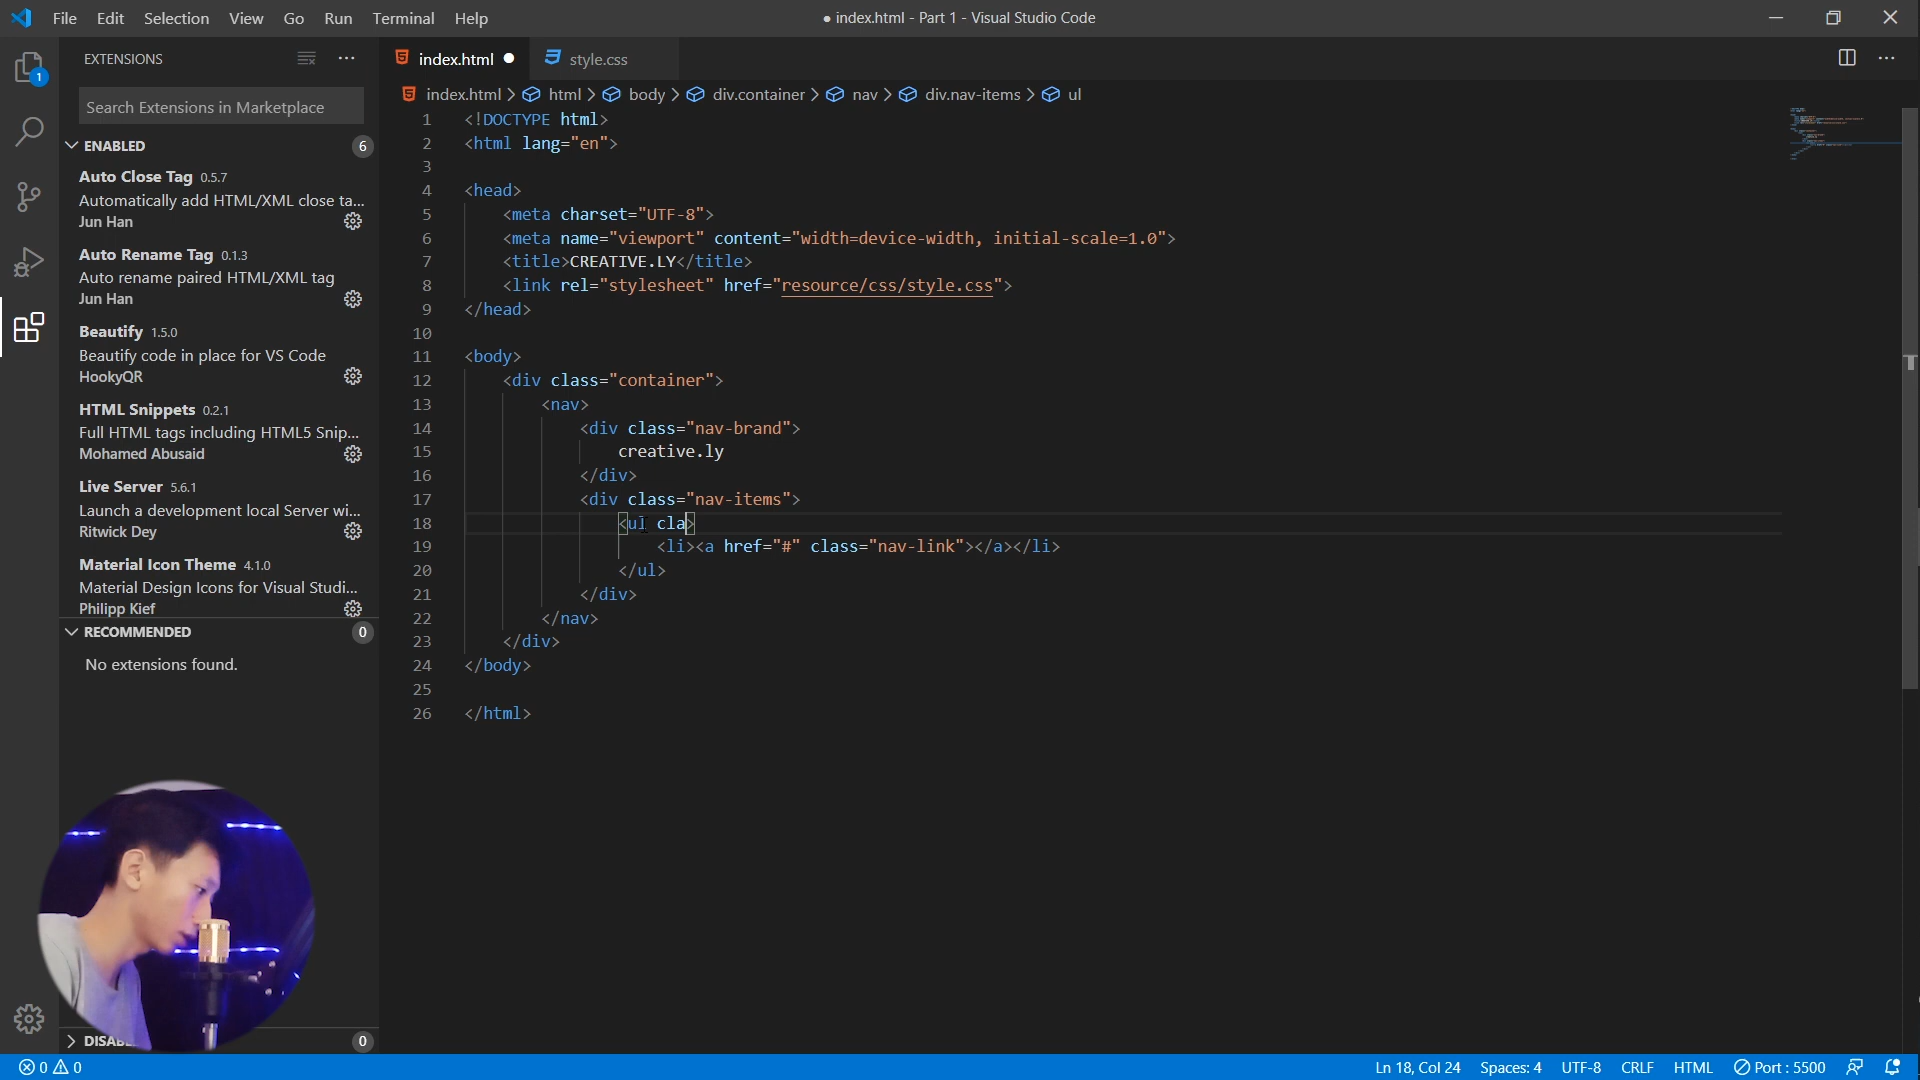 File Edit Selection View Go Run Terminal Help
● index.html - Part 1 - Visual Studio Code
EXTENSIONS
index.html ●
style.css
1
Search Extensions in Marketplace
index.html > html > body > div.container > nav > div.nav-items > ul
ENABLED 6
Auto Close Tag 0.5.7
Automatically add HTML/XML close ta...
Jun Han
Auto Rename Tag 0.1.3
Auto rename paired HTML/XML tag
Jun Han
Beautify 1.5.0
Beautify code in place for VS Code
HookyQR
HTML Snippets 0.2.1
Full HTML tags including HTML5 Snip...
Mohamed Abusaid
Live Server 5.6.1
Launch a development local Server wi...
Ritwick Dey
Material Icon Theme 4.1.0
Material Design Icons for Visual Studi...
Philipp Kief
RECOMMENDED 0
No extensions found.
1 <!DOCTYPE html>
2 <html lang="en">
3
4 <head>
5 <meta charset="UTF-8">
6 <meta name="viewport" content="width=device-width, initial-scale=1.0">
7 <title>CREATIVE.LY</title>
8 <link rel="stylesheet" href="resource/css/style.css">
9 </head>
10
11 <body>
12 <div class="container">
13 <nav>
14 <div class="nav-brand">
15 creative.ly
16 </div>
17 <div class="nav-items">
18 <ul cla>
19 <li><a href="#" class="nav-link"></a></li>
20 </ul>
21 </div>
22 </nav>
23 </div>
24 </body>
25
26 </html>
0
0 0
Ln 18, Col 24 Spaces: 4 UTF-8 CRLF HTML Port : 5500